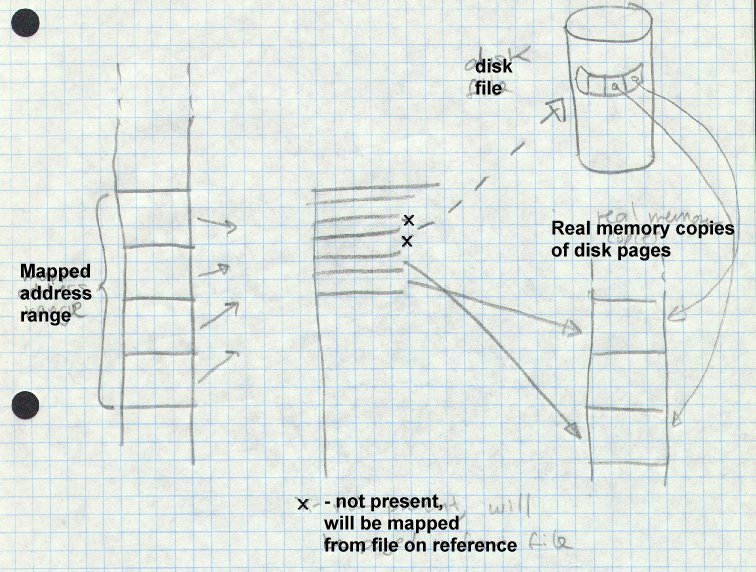 disk
file
Real memory copies
of disk pages
Mapped
address
range
x
x
x - not present,
will be mapped
from file on reference